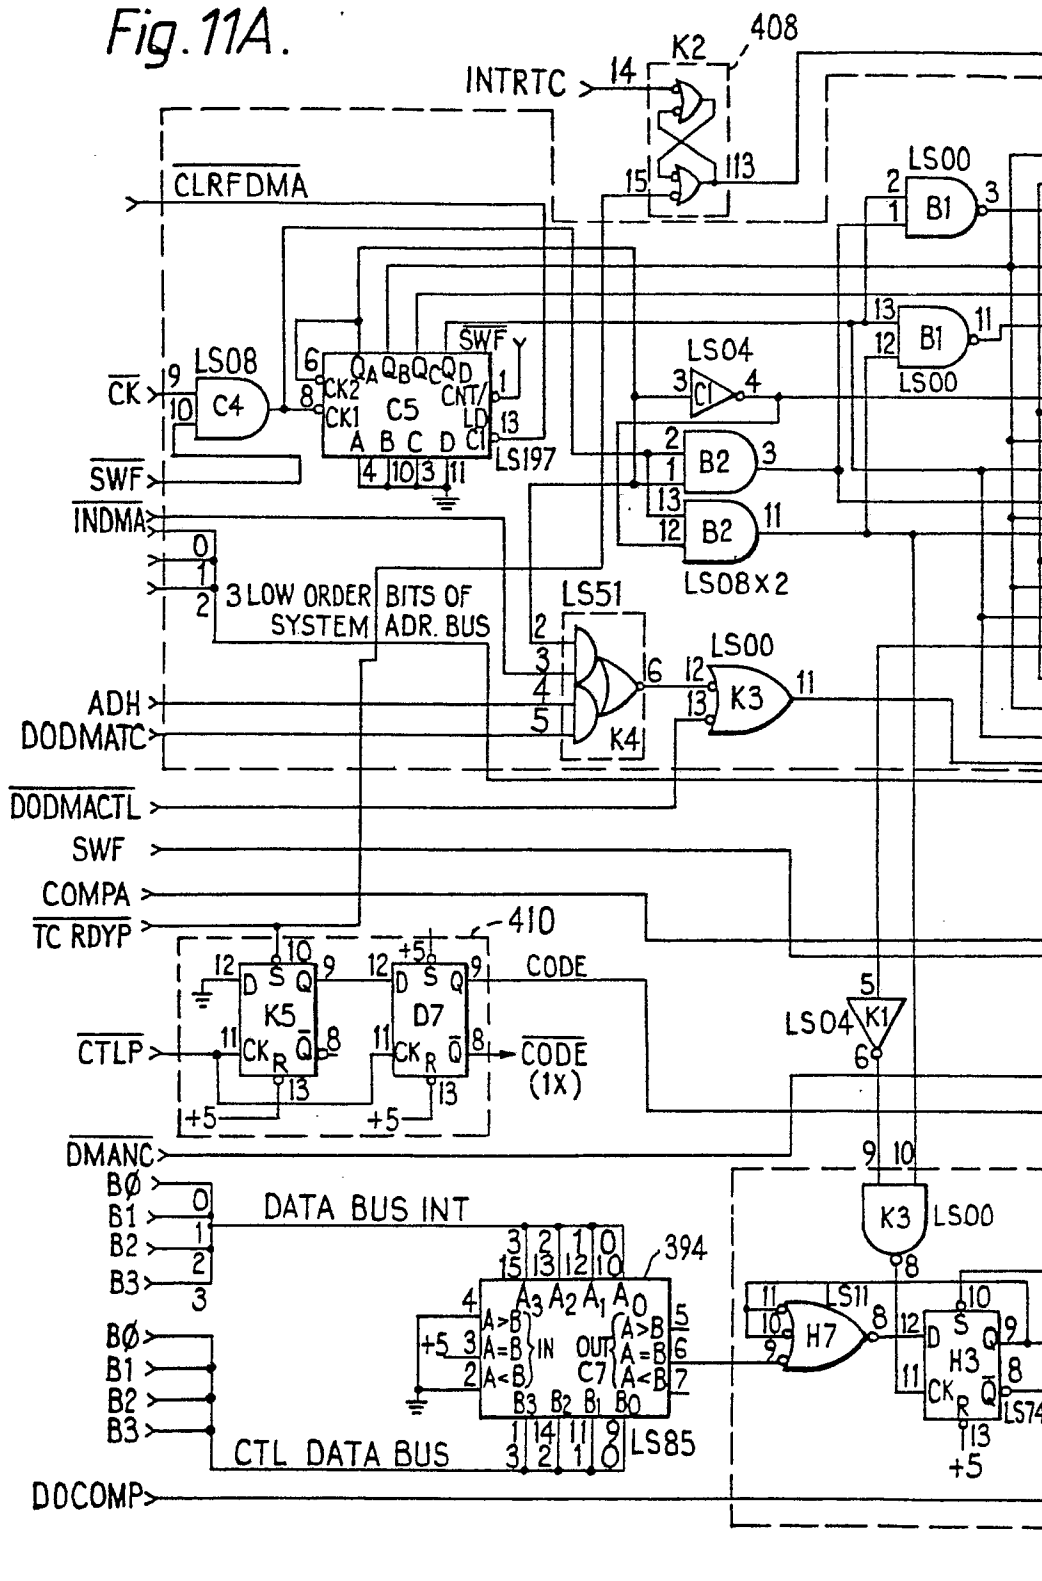 Fig. 11A.
408
K2
INTRTC
14
15
113
CLRFDMA
LS00
2
1
B1
3
13
12
B1
11
LS00
SWF
LS08
CK
9
10
C4
6
8
CK2
CK1
QA QB QC QD
C5
CNT/
LD
Cl
1
13
A B C D
4 10 3 11
LS197
LS04
3
C1
4
SWF
2
1
B2
3
13
12
B2
11
LS08X2
INDMA
0
1
2
3 LOW ORDER BITS OF
SYSTEM ADR. BUS
LS51
2
3
4
5
6
K4
LS00
12
13
K3
11
ADH
DODMATC
DODMACTL
SWF
COMPA
TC RDYP
410
12
D
10
S
Q
9
K5
11
CK
R
Q
8
13
+5
12
D
+5
S
Q
9
CODE
D7
11
CK
R
Q
8
CODE
(1X)
13
+5
CTLP
LS04
5
K1
6
DMANC
9 10
K3
LS00
8
BØ
B1
B2
B3
0
1
2
3
DATA BUS INT
3 2 1 0
15 13 12 10
394
A3 A2 A1 A0
4
+5 3
2
A>B
A=B
A<B
IN
OUT
C7
A>B
A=B
A<B
5
6
7
B3 B2 B1 B0
1 14 11 9
3 2 1 0
LS85
BØ
B1
B2
B3
CTL DATA BUS
LS11
11
10
9
H7
8
12
D
10
S
Q
9
H3
11
CK
R
Q
8
LS74
13
+5
DOCOMP